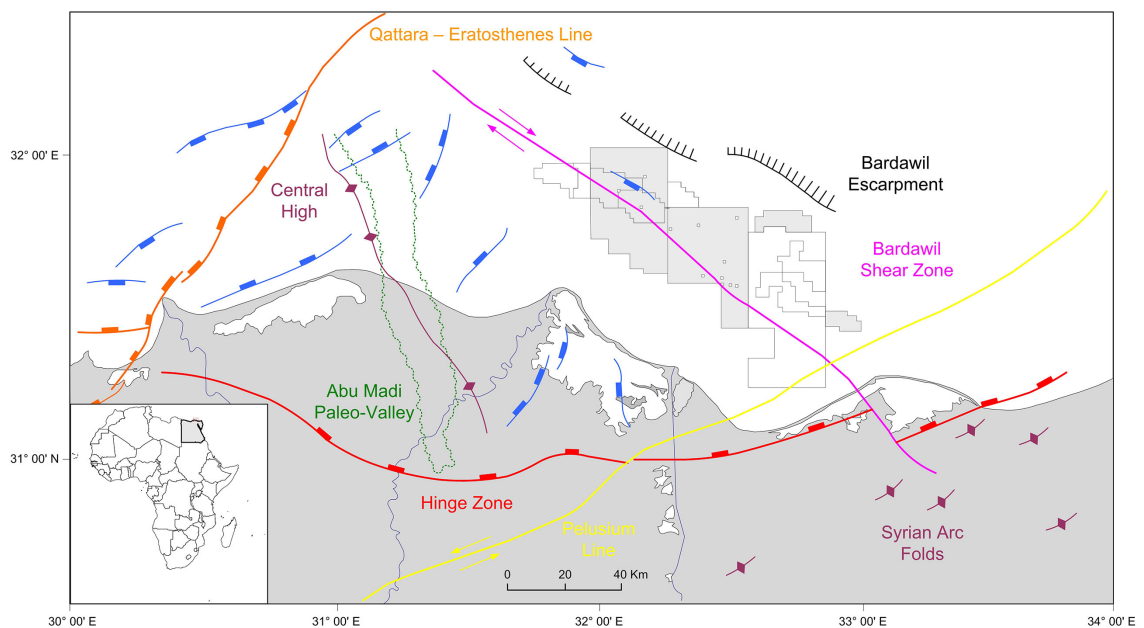 Qattara – Eratosthenes Line
32° 00' E
Central
High
Bardawil
Escarpment
Bardawil
Shear Zone
Abu Madi
Paleo-Valley
31° 00' N
Hinge Zone
Pelusium
Line
Syrian Arc
Folds
0 20 40 Km
30° 00' E 31° 00' E 32° 00' E 33° 00' E 34° 00' E